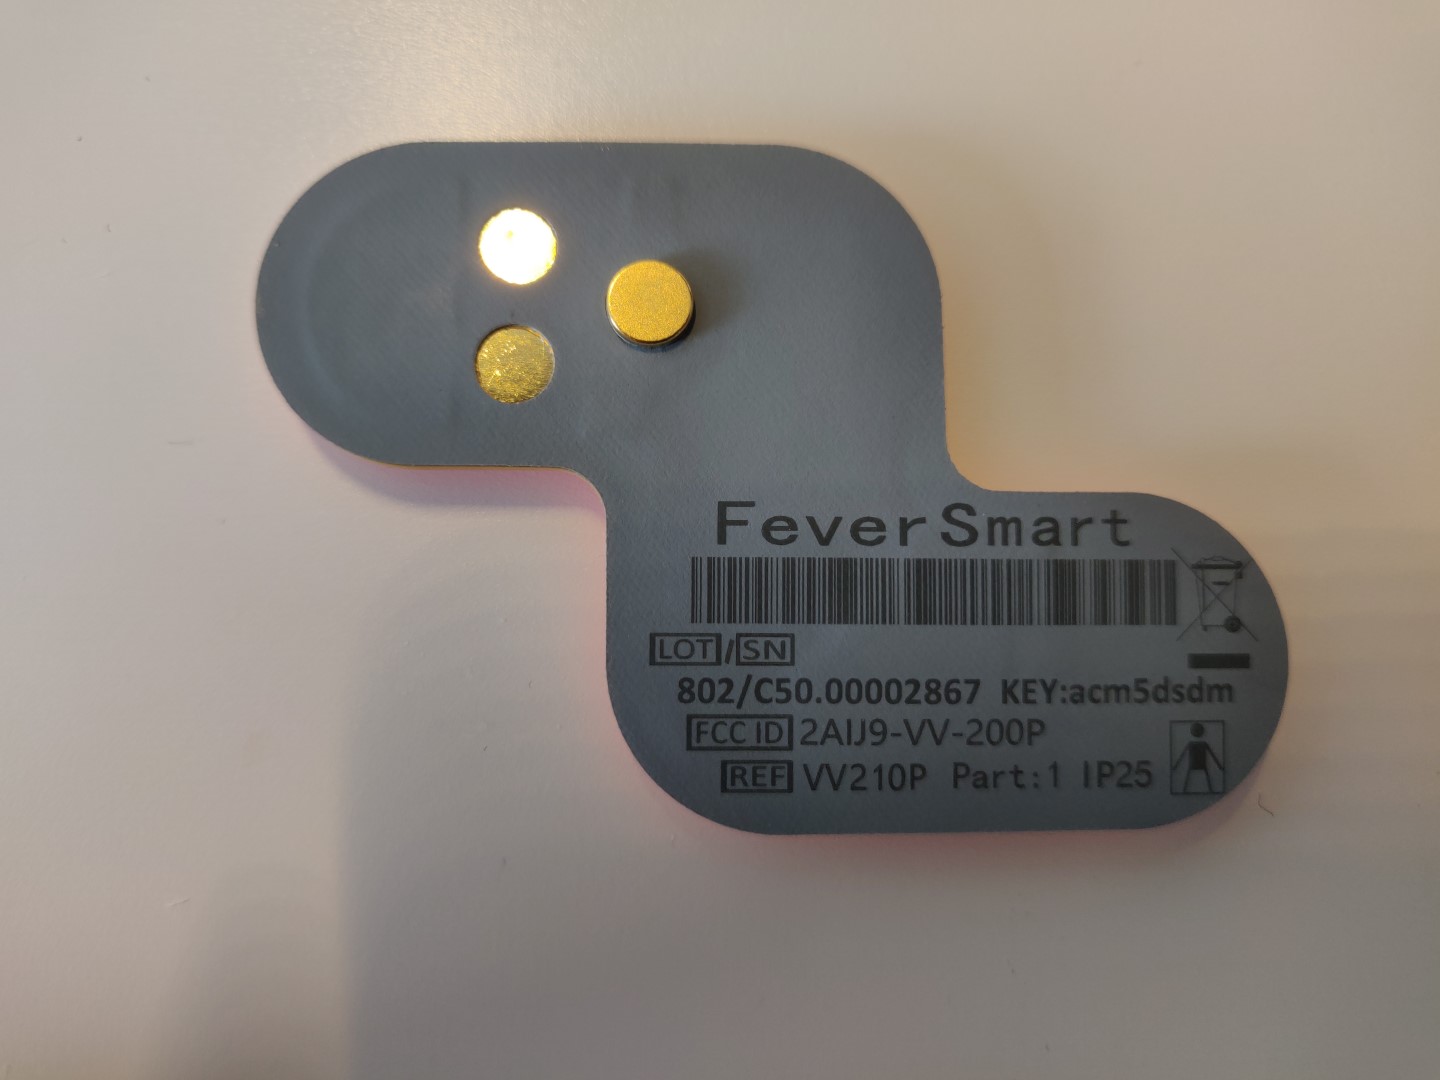 FeverSmart
LOT/SN
802/C50.00002867 KEY:acm5dsdm
FCC ID 2AIJ9-VV-200P
REF VV210P Part:1 IP25